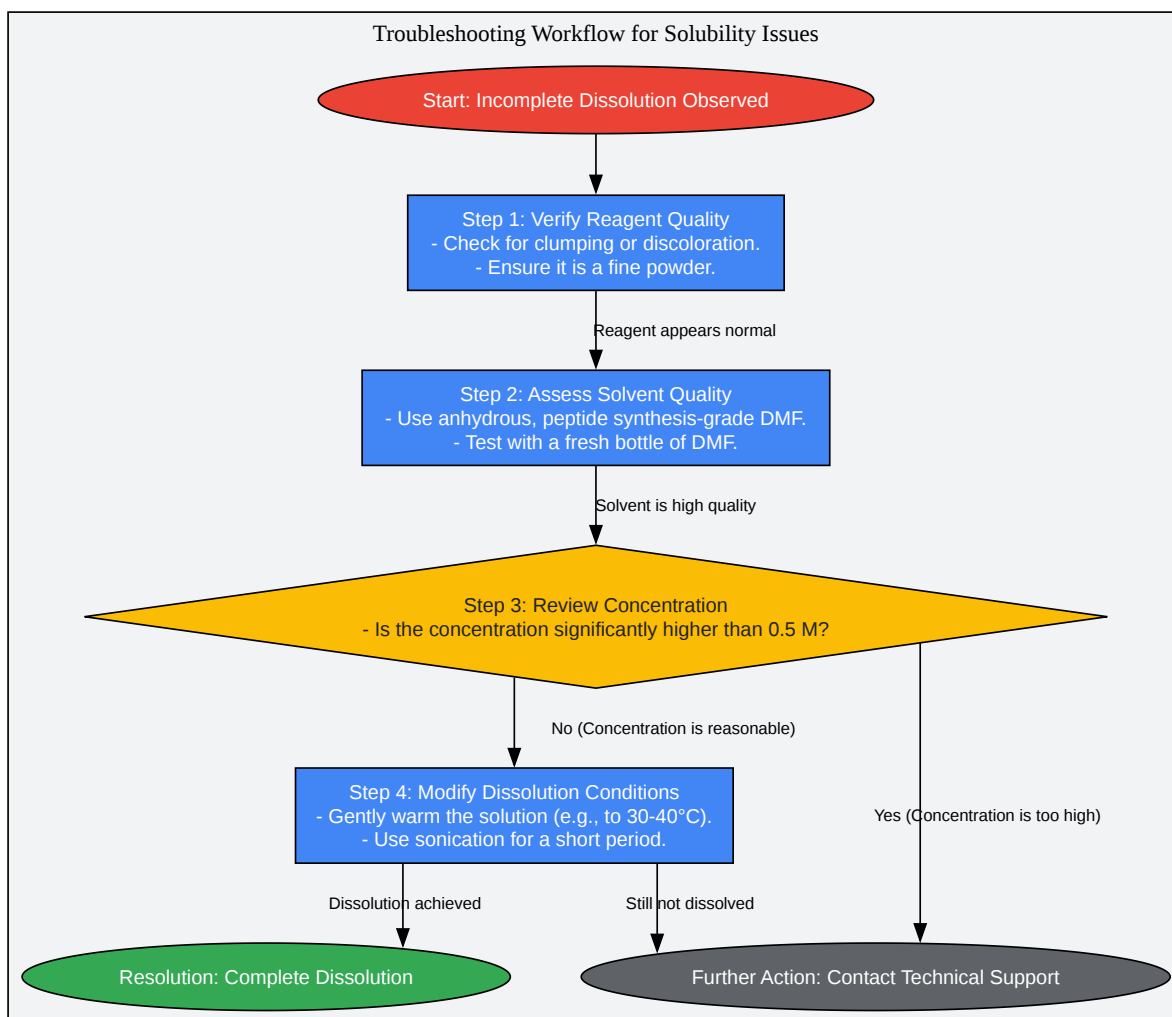 Troubleshooting Workflow for Solubility Issues
Start: Incomplete Dissolution Observed
Step 1: Verify Reagent Quality
- Check for clumping or discoloration.
- Ensure it is a fine powder.
Reagent appears normal
Step 2: Assess Solvent Quality
- Use anhydrous, peptide synthesis-grade DMF.
- Test with a fresh bottle of DMF.
Solvent is high quality
Step 3: Review Concentration
- Is the concentration significantly higher than 0.5 M?
No (Concentration is reasonable)
Step 4: Modify Dissolution Conditions
- Gently warm the solution (e.g., to 30-40°C).
- Use sonication for a short period.
Yes (Concentration is too high)
Dissolution achieved
Still not dissolved
Resolution: Complete Dissolution
Further Action: Contact Technical Support